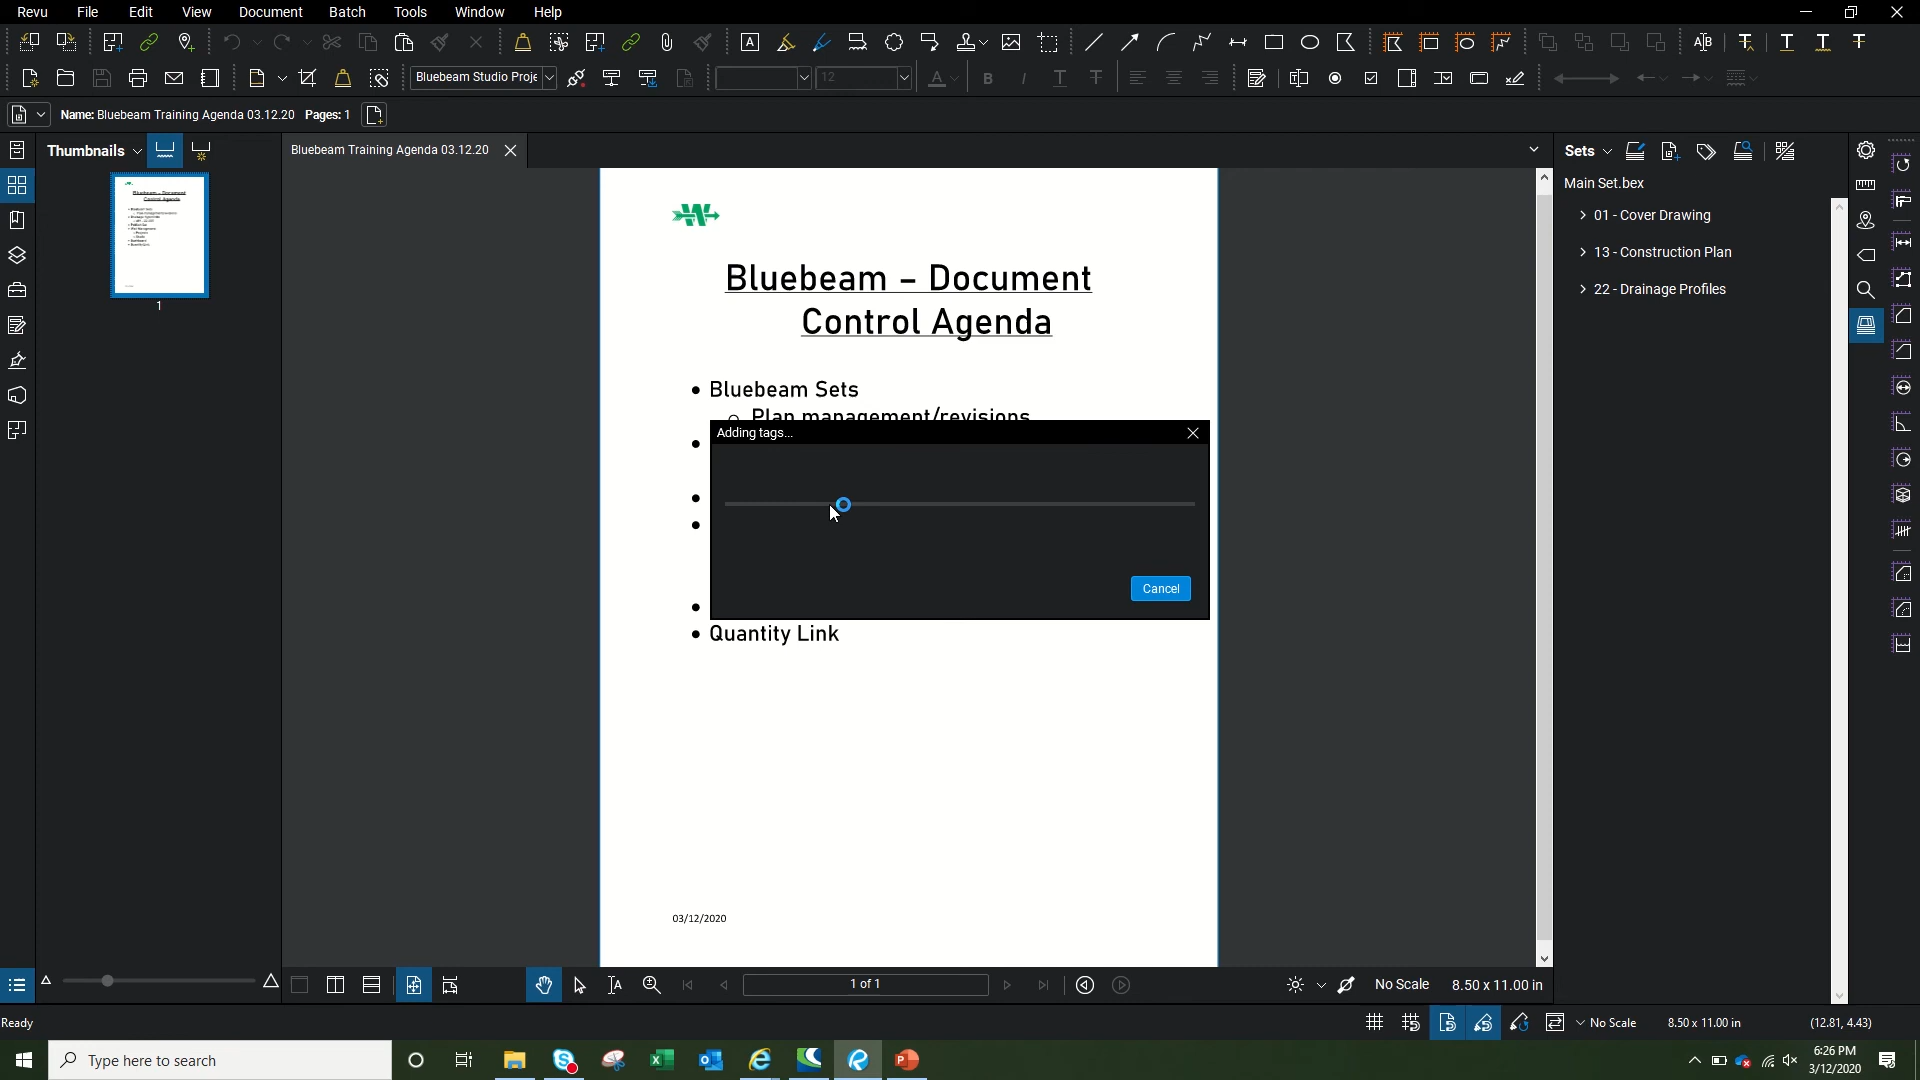 Revu File Edit View Document Batch Tools Window Help
Bluebeam Studio Proje 12
Name: Bluebeam Training Agenda 03.12.20 Pages: 1
Thumbnails
Bluebeam Training Agenda 03.12.20
Sets
Main Set.bex
01 - Cover Drawing
13 - Construction Plan
22 - Drainage Profiles
1
Bluebeam – Document
Control Agenda
• Bluebeam Sets
o Plan management/revisions
Adding tags...
Cancel
• Quantity Link
03/12/2020
1 of 1
No Scale 8.50 x 11.00 in
Ready
No Scale 8.50 x 11.00 in (12.81, 4.43)
Type here to search
6:26 PM
3/12/2020